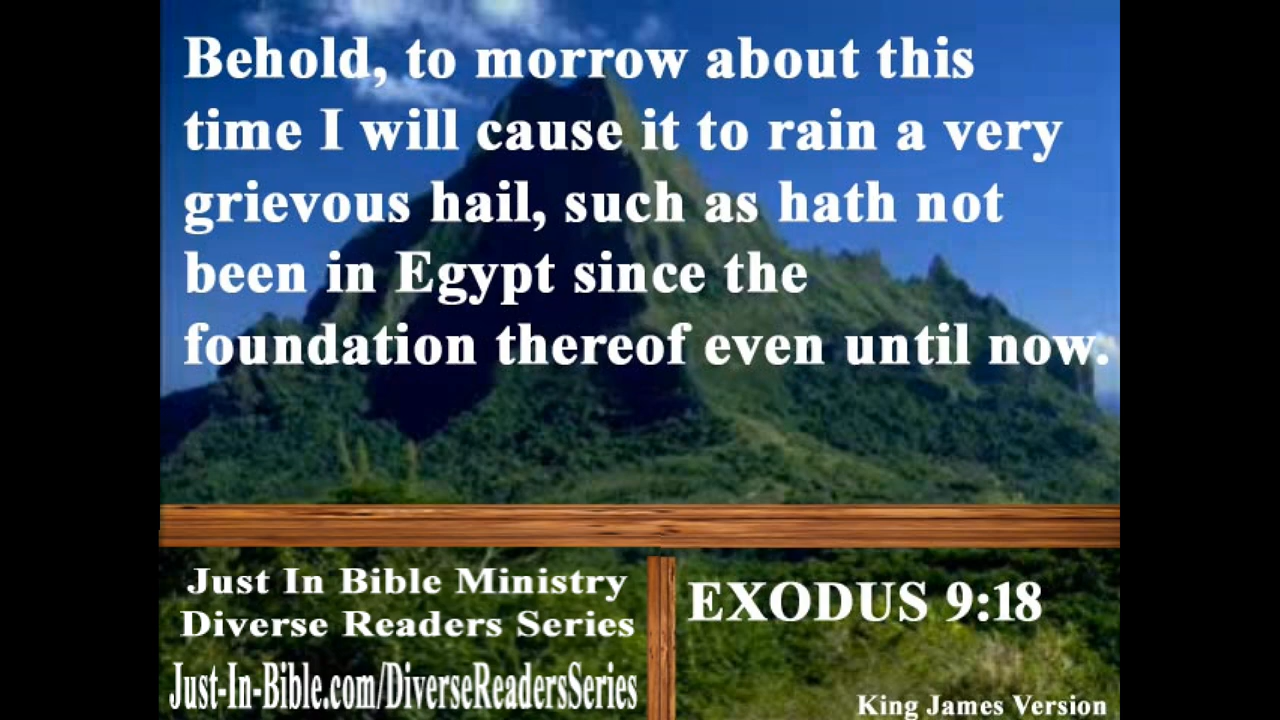 Behold, to morrow about this
time I will cause it to rain a very
grievous hail, such as hath not
been in Egypt since the
foundation thereof even until now.
Just In Bible Ministry
Diverse Readers Series
Just-In-Bible.com/DiverseReadersSeries
EXODUS 9:18
King James Version